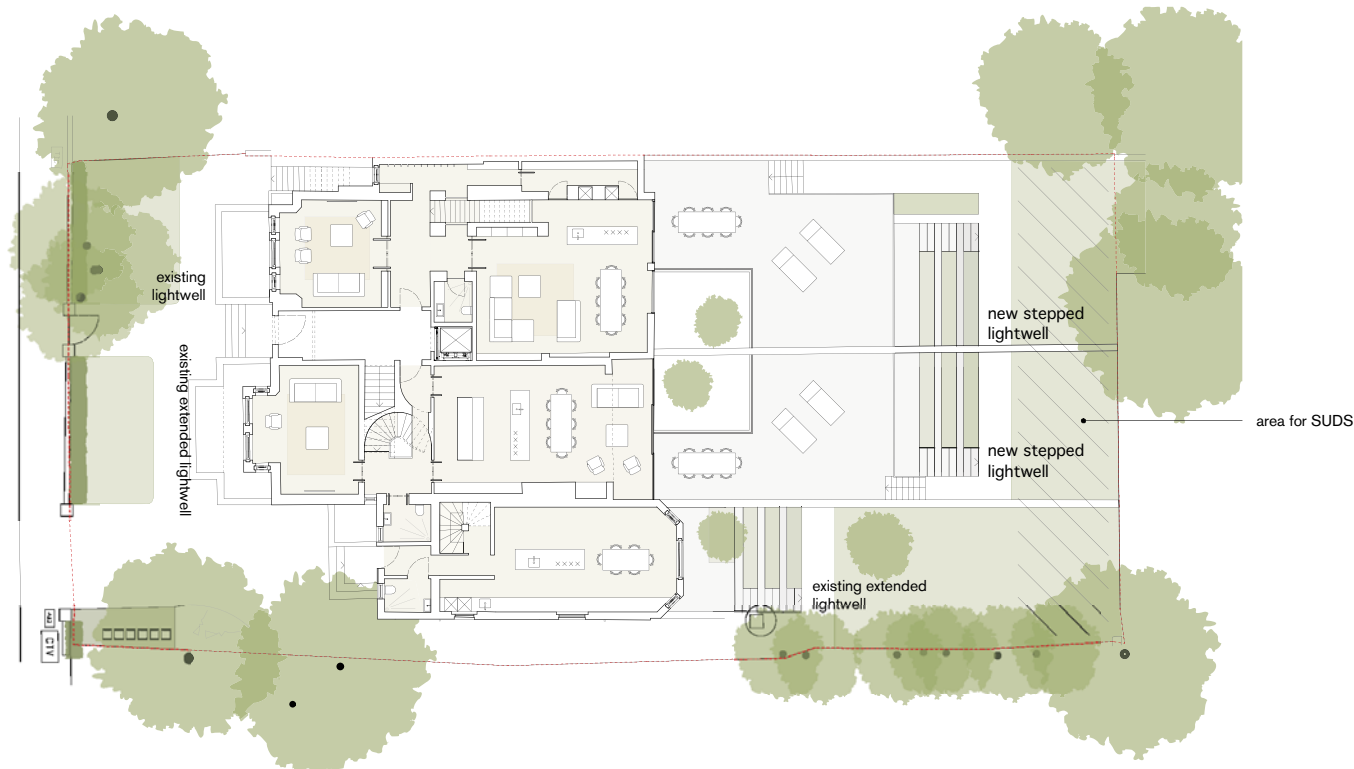 existing
lightwell
existing extended lightwell
new stepped
lightwell
area for SUDS
new stepped
lightwell
existing extended
lightwell
CTV